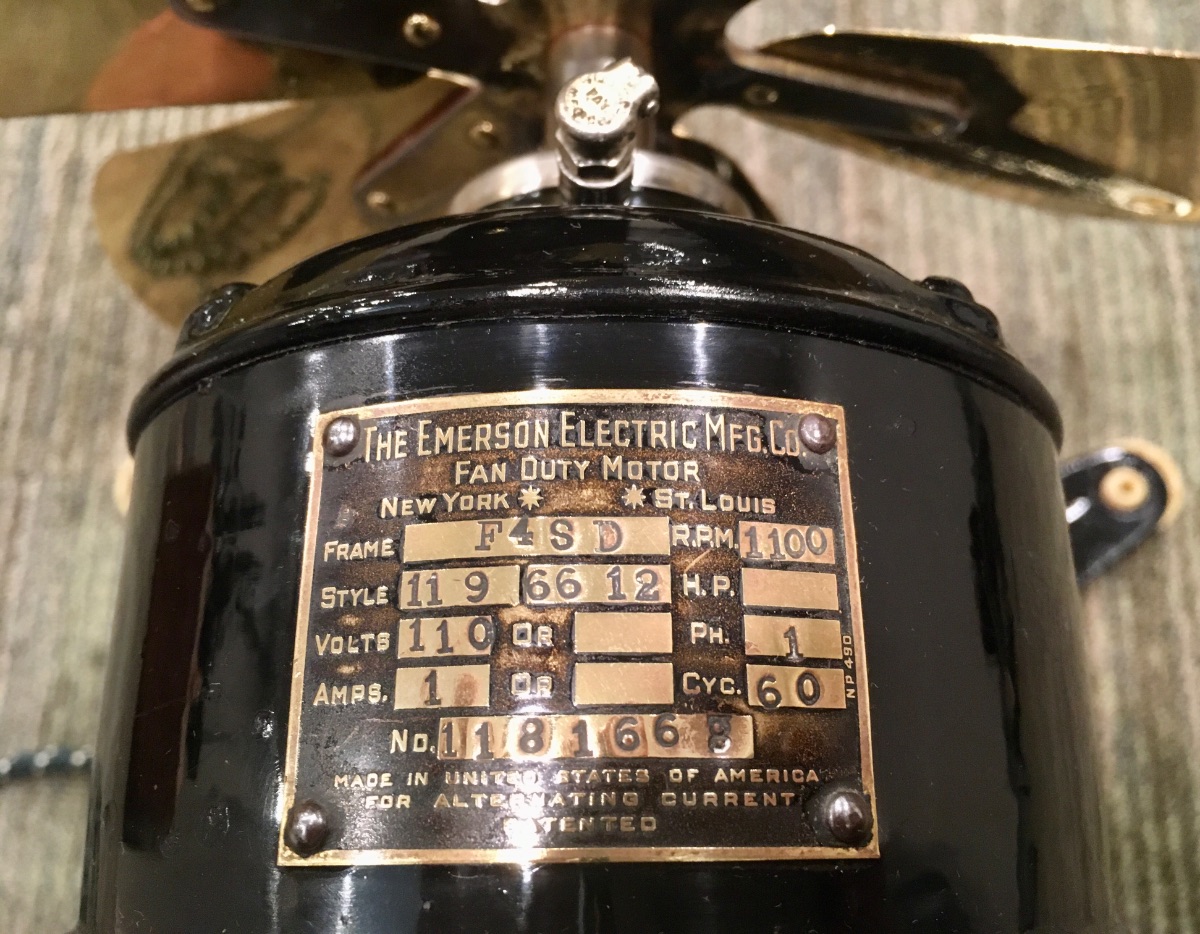 THE EMERSON ELECTRIC MFG. CO.
FAN DUTY MOTOR
NEW YORK ST. LOUIS
FRAME F4SD R.P.M. 1100
STYLE 119 6612 H.P.
VOLTS 110 OR PH. 1
AMPS. 1 OR CYC. 60
NP490
NO. 1181668
MADE IN UNITED STATES OF AMERICA
FOR ALTERNATING CURRENT
PATENTED